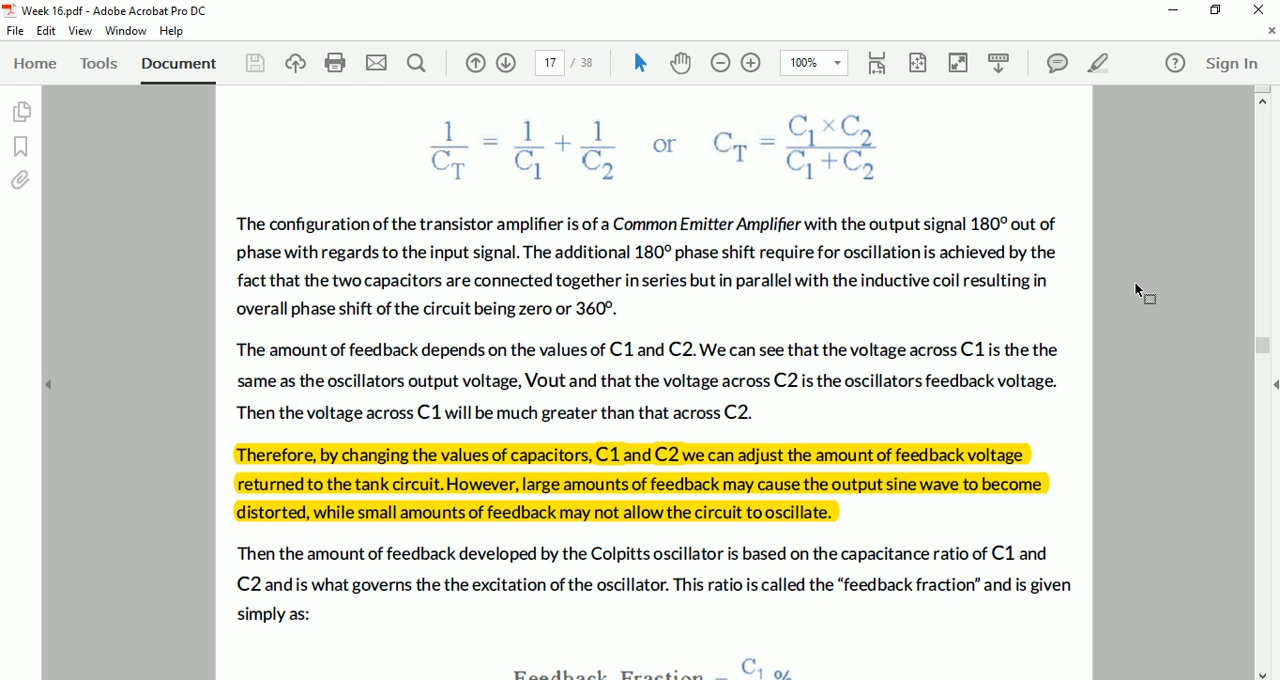 Week 16.pdf - Adobe Acrobat Pro DC
File Edit View Window Help
Home Tools Document 17 / 38 100% Sign In
1/C_T = 1/C_1 + 1/C_2 or C_T = C_1 × C_2 / C_1 + C_2
The configuration of the transistor amplifier is of a Common Emitter Amplifier with the output signal 180º out of
phase with regards to the input signal. The additional 180º phase shift require for oscillation is achieved by the
fact that the two capacitors are connected together in series but in parallel with the inductive coil resulting in
overall phase shift of the circuit being zero or 360º.
The amount of feedback depends on the values of C1 and C2. We can see that the voltage across C1 is the the
same as the oscillators output voltage, Vout and that the voltage across C2 is the oscillators feedback voltage.
Then the voltage across C1 will be much greater than that across C2.
Therefore, by changing the values of capacitors, C1 and C2 we can adjust the amount of feedback voltage
returned to the tank circuit. However, large amounts of feedback may cause the output sine wave to become
distorted, while small amounts of feedback may not allow the circuit to oscillate.
Then the amount of feedback developed by the Colpitts oscillator is based on the capacitance ratio of C1 and
C2 and is what governs the the excitation of the oscillator. This ratio is called the “feedback fraction” and is given
simply as:
Feedback Fraction = C_1 %